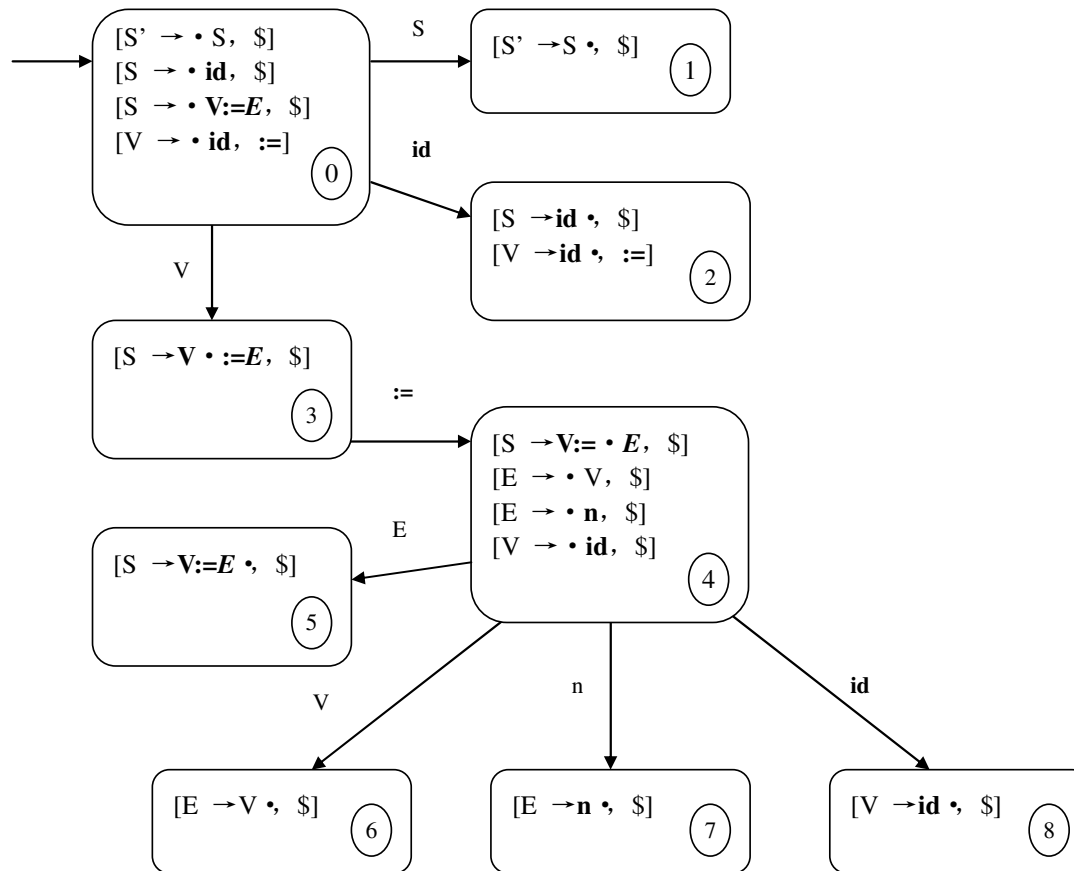 [S' → • S, $]
[S → • id, $]
[S → • V:=E, $]
[V → • id, :=]
0
S
[S' →S •, $]
1
id
[S →id •, $]
[V →id •, :=]
2
V
[S →V • :=E, $]
3
:=
[S →V:= • E, $]
[E → • V, $]
[E → • n, $]
[V → • id, $]
4
E
[S →V:=E •, $]
5
V
n
id
[E →V •, $]
6
[E →n •, $]
7
[V →id •, $]
8